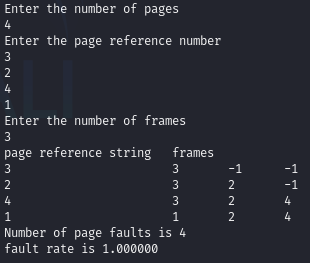 Enter the number of pages
4
Enter the page reference number
3
2
4
1
Enter the number of frames
3
page reference string   frames
3                       3       -1      -1
2                       3       2       -1
4                       3       2       4
1                       1       2       4
Number of page faults is 4
fault rate is 1.000000